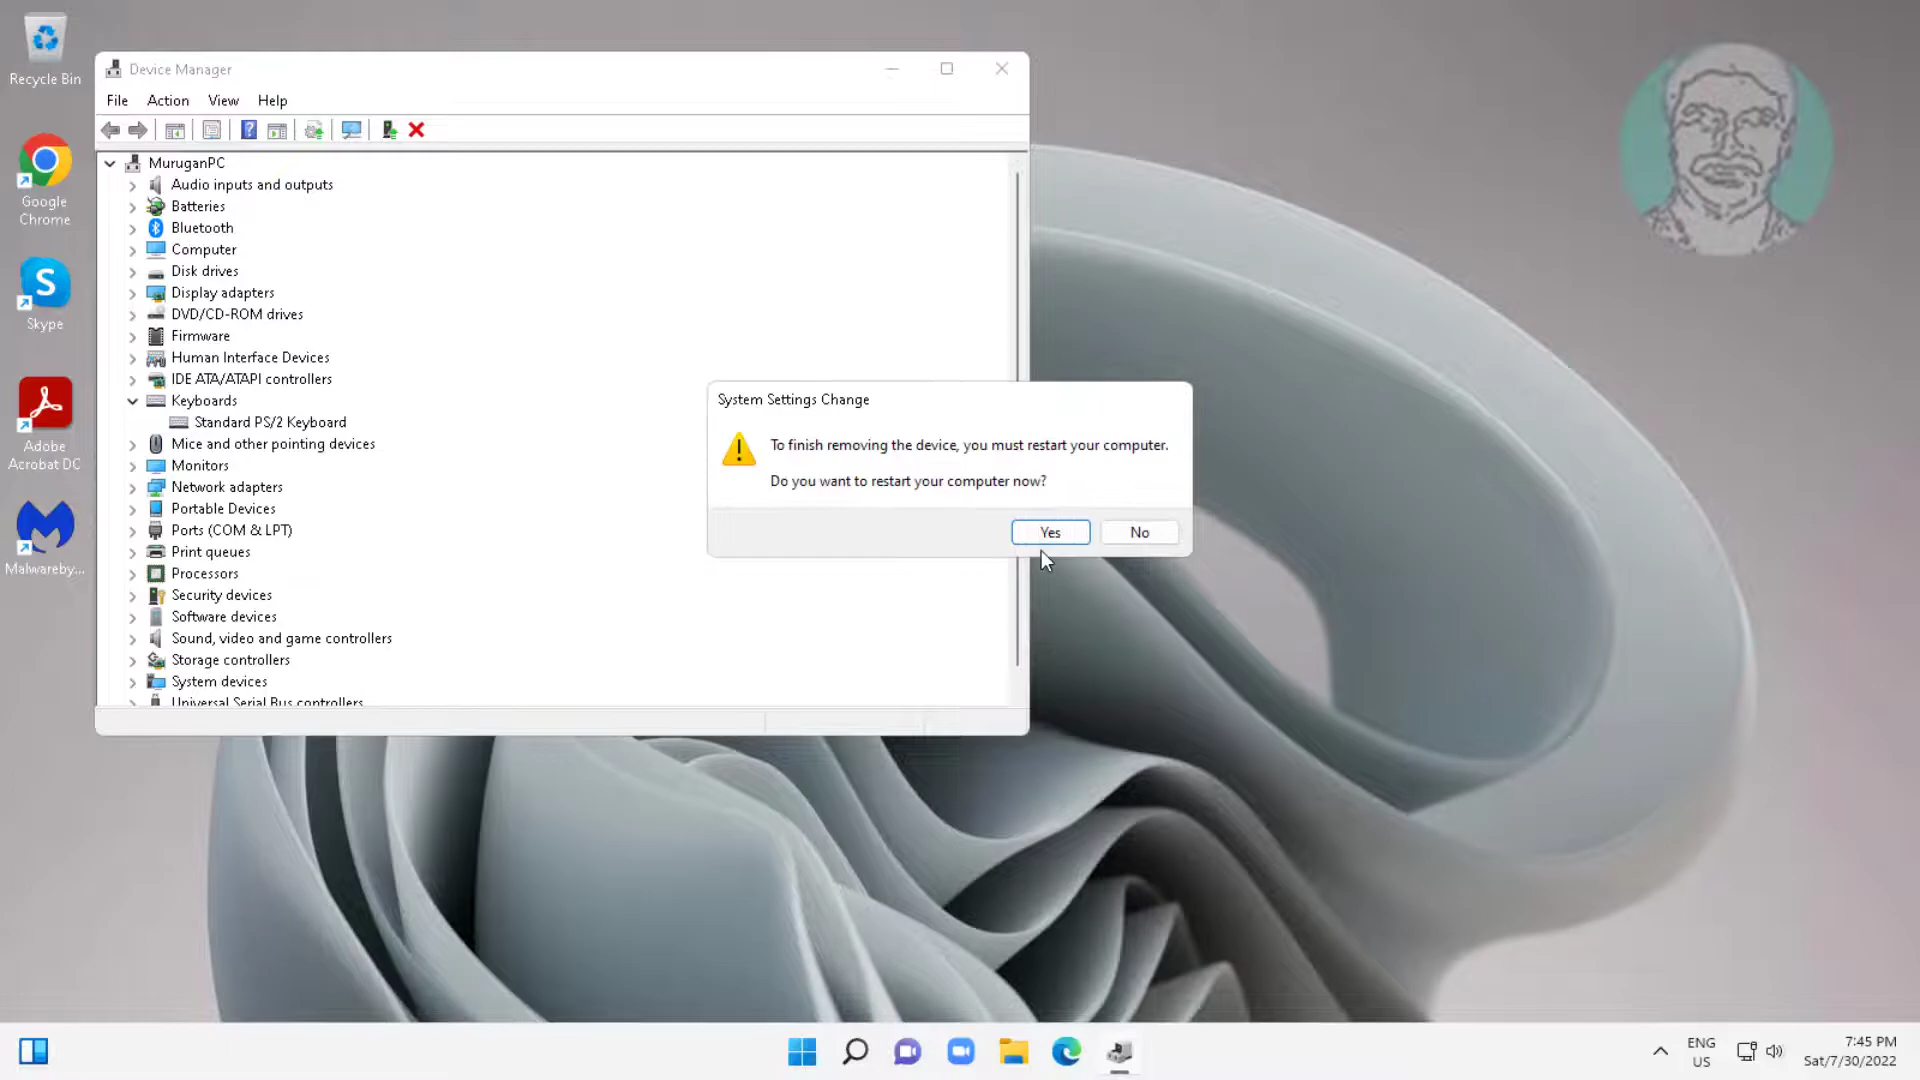 Recycle Bin
Google
Chrome
Skype
Adobe
Acrobat DC
Malwareby...
Device Manager
File Action View Help
MuruganPC
Audio inputs and outputs
Batteries
Bluetooth
Computer
Disk drives
Display adapters
DVD/CD-ROM drives
Firmware
Human Interface Devices
IDE ATA/ATAPI controllers
Keyboards
Standard PS/2 Keyboard
Mice and other pointing devices
Monitors
Network adapters
Portable Devices
Ports (COM & LPT)
Print queues
Processors
Security devices
Software devices
Sound, video and game controllers
Storage controllers
System devices
Universal Serial Bus controllers
System Settings Change
To finish removing the device, you must restart your computer.
Do you want to restart your computer now?
Yes No
ENG
US
7:45 PM
Sat/7/30/2022